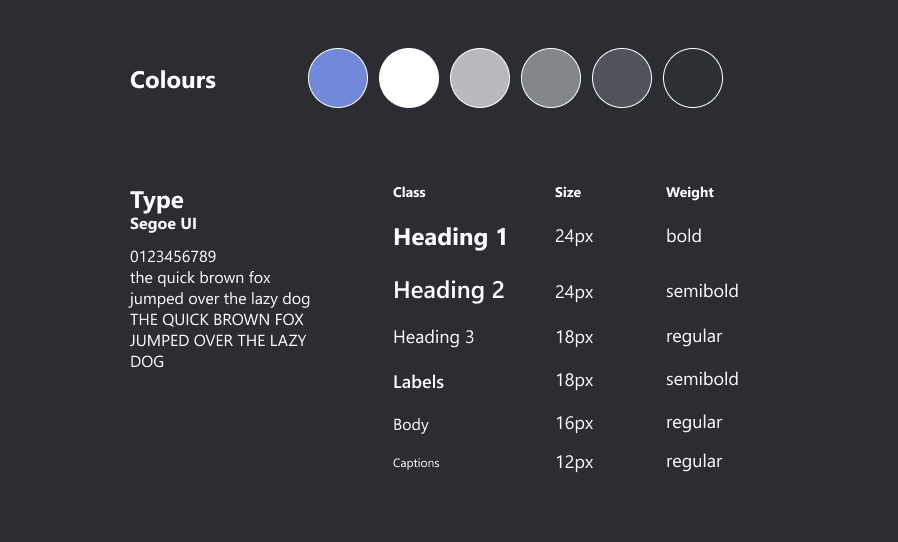 Colours
Type
Segoe UI
0123456789
the quick brown fox
jumped over the lazy dog
THE QUICK BROWN FOX
JUMPED OVER THE LAZY
DOG
Class Size Weight
Heading 1 24px bold
Heading 2 24px semibold
Heading 3 18px regular
Labels 18px semibold
Body 16px regular
Captions 12px regular